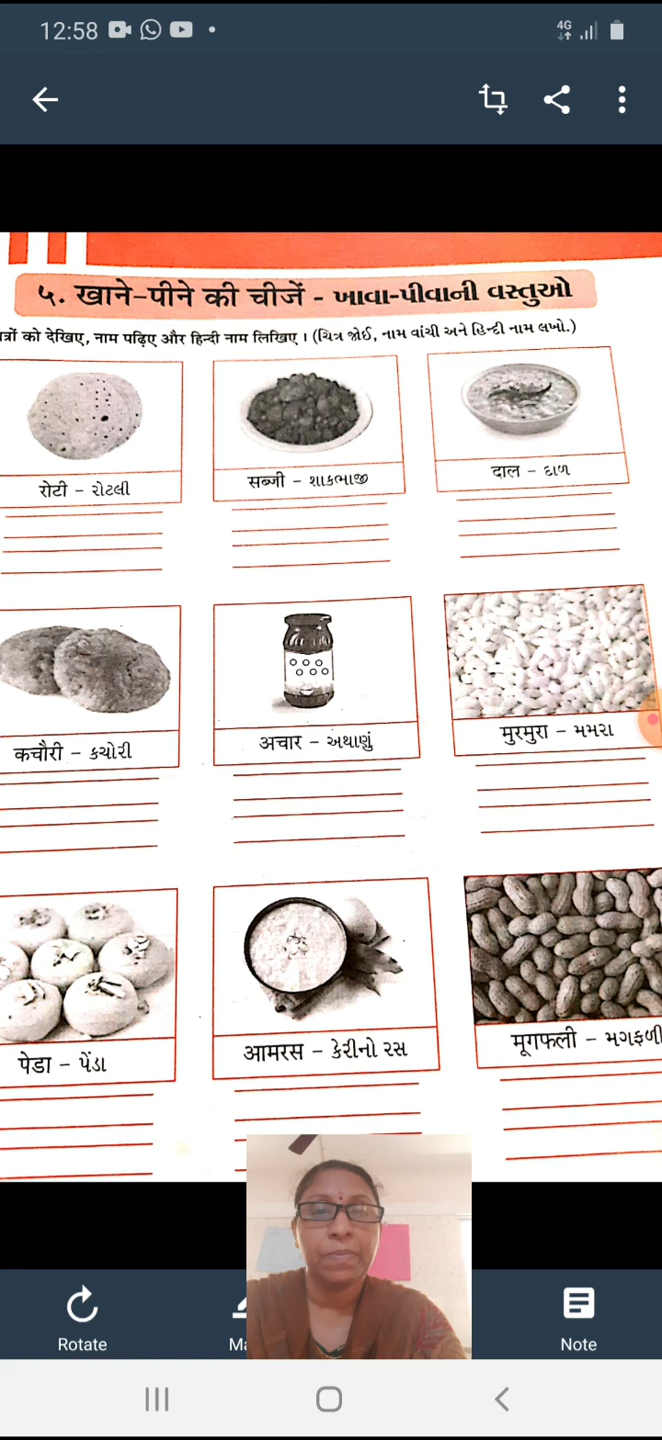 12:58
4G
५. खाने-पीने की चीजें - ખાવા-પીવાની વસ્તુઓ
त्रों को देखिए, नाम पढ़िए और हिन्दी नाम लिखिए । (ચિત્ર જોઈ, નામ વાંચી અને હિન્દી નામ લખો.)
रोटी - રોટલી
सब्जी - શાકભાજી
दाल - દાળ
कचौरी - કચોરી
अचार - અથાણું
मुरमुरा - મમરા
पेडा - પેંડા
आमरस - કેરીનો રસ
मूगफली - મગફળી
Rotate
Ma
Note